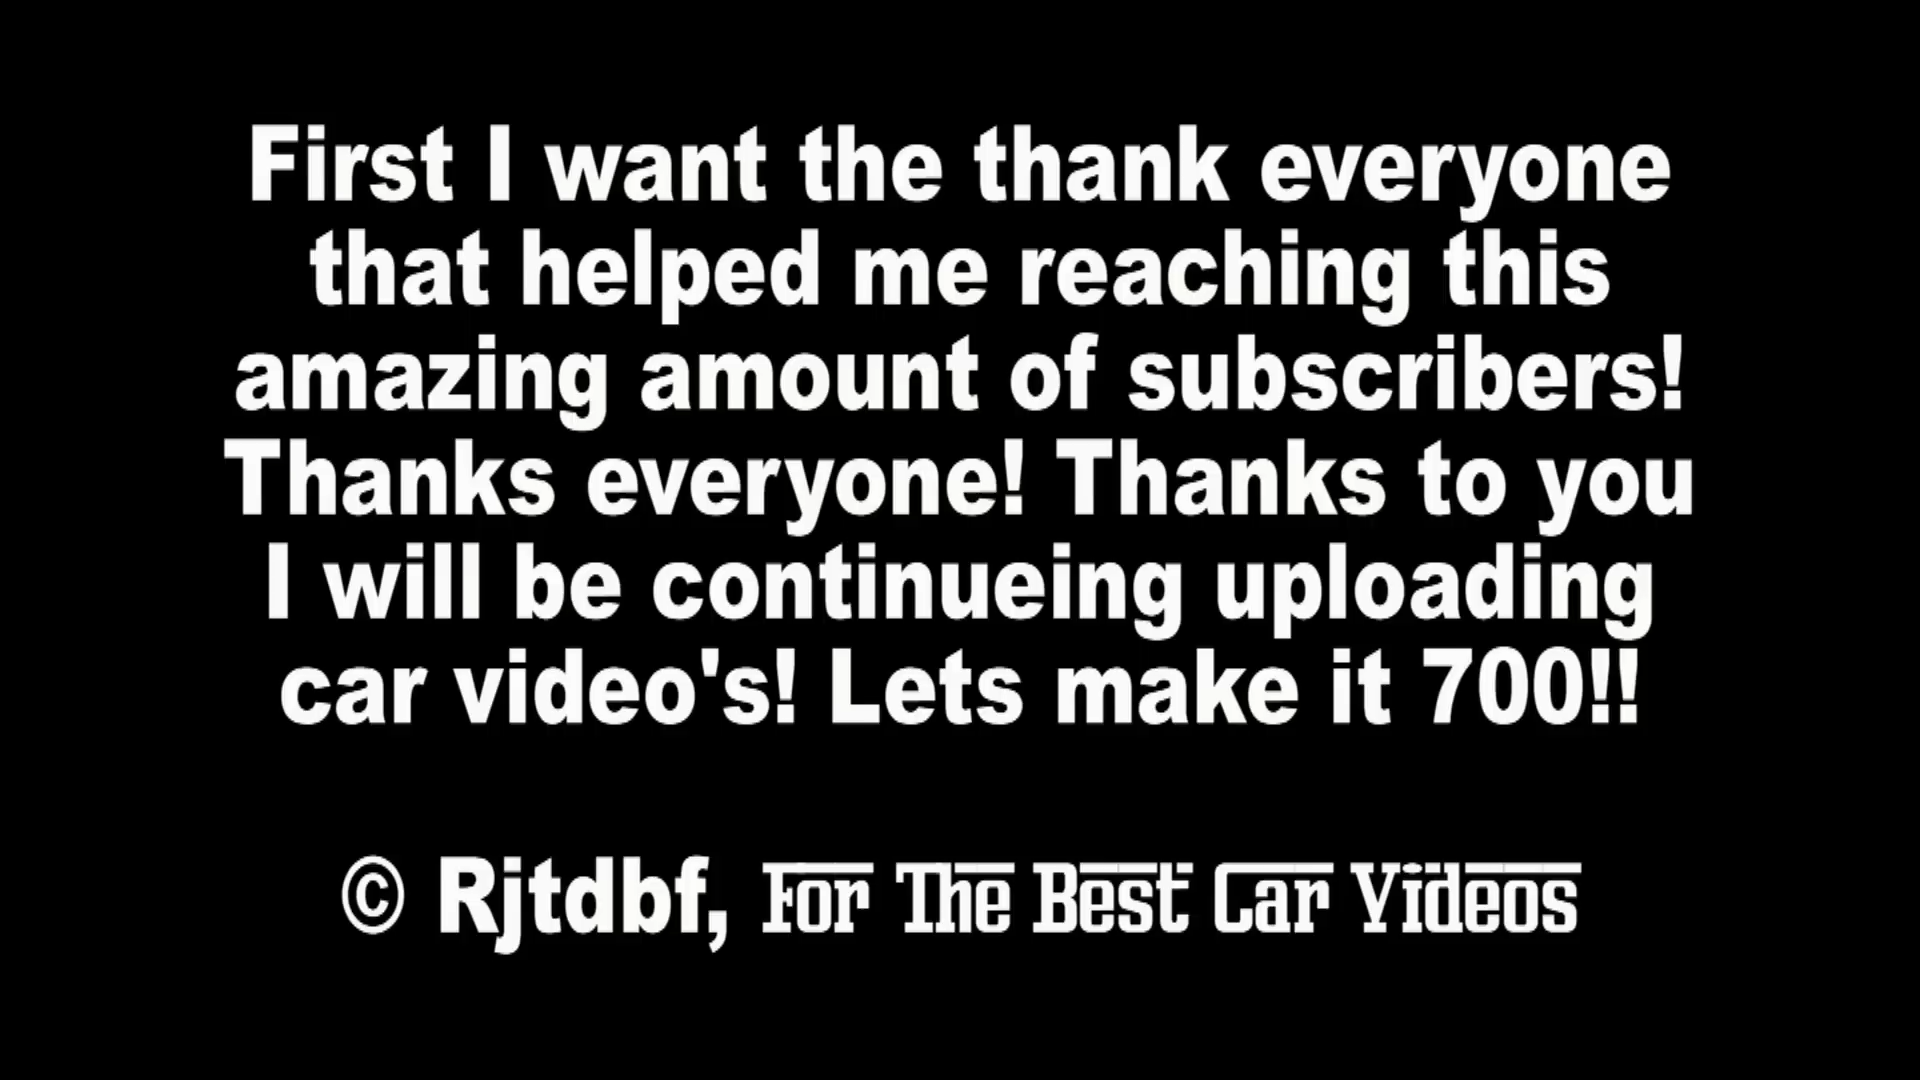 First I want the thank everyone
that helped me reaching this
amazing amount of subscribers!
Thanks everyone! Thanks to you
I will be continueing uploading
car video's! Lets make it 700!!
© Rjtdbf, For The Best Car Videos